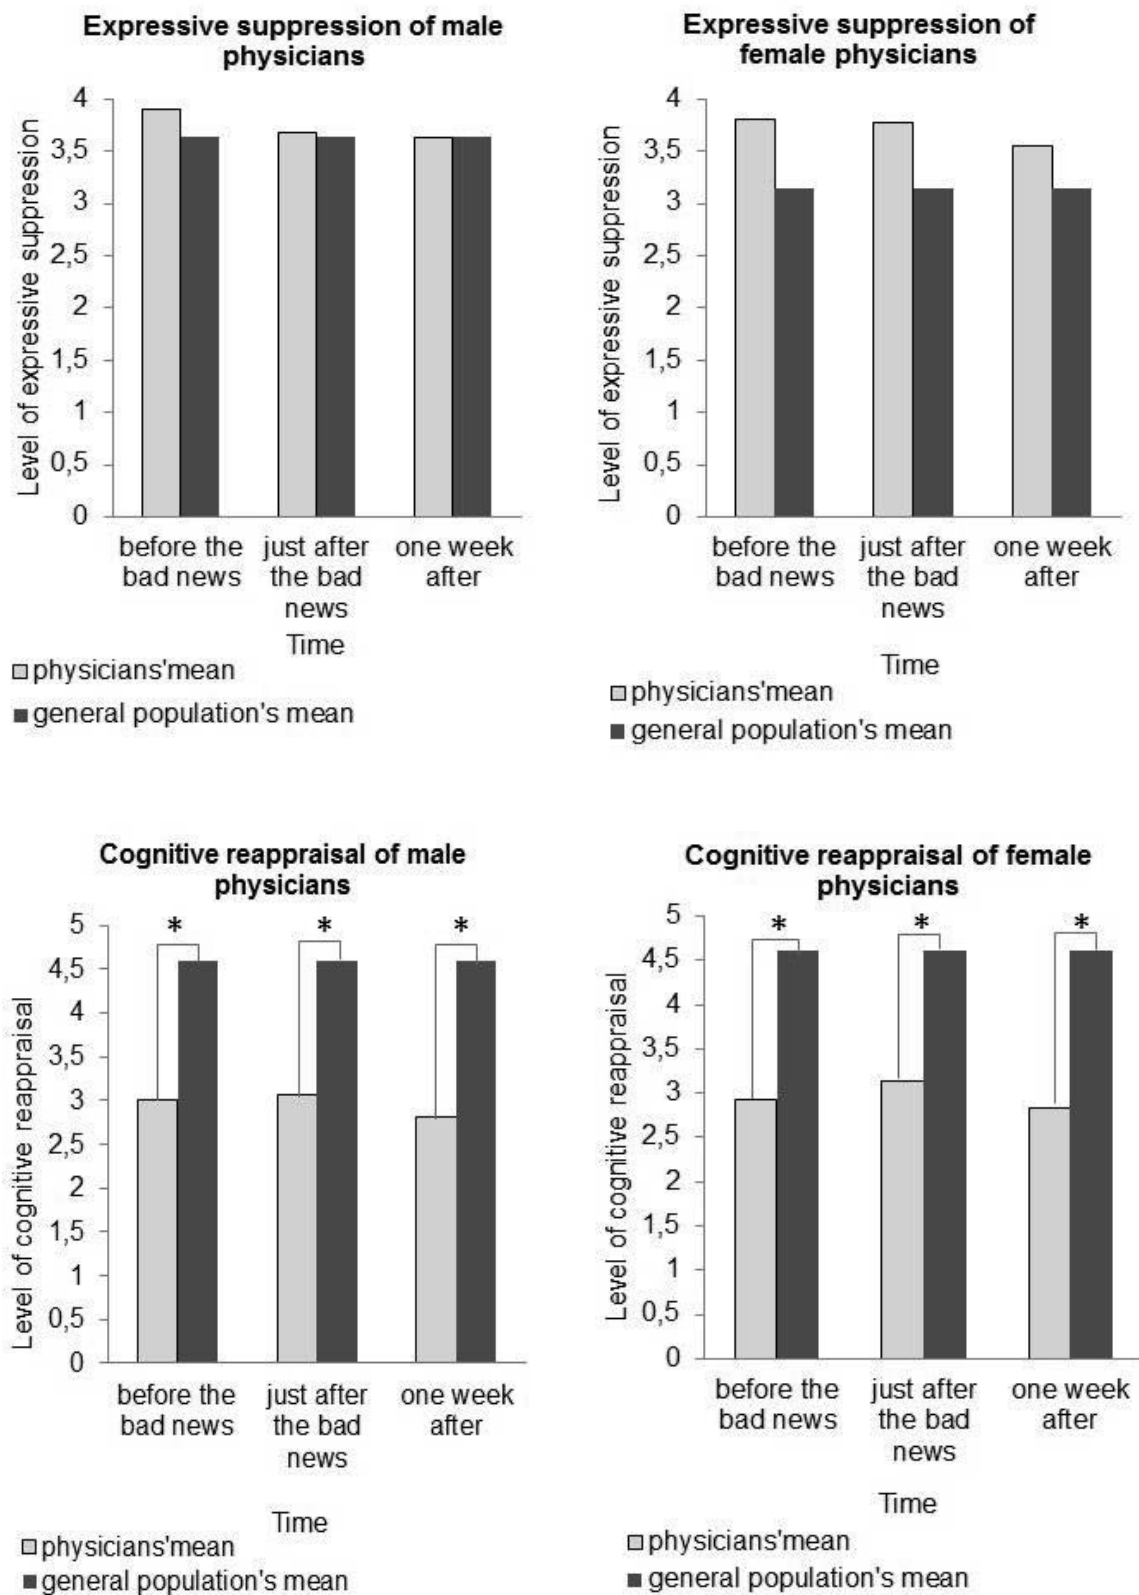 Expressive suppression of male
physicians
Level of expressive suppression
4
3,5
3
2,5
2
1,5
1
0,5
0
before the
bad news
just after
the bad
news
one week
after
Time
physicians'mean
general population's mean
Expressive suppression of
female physicians
Level of expressive suppression
4
3,5
3
2,5
2
1,5
1
0,5
0
before the
bad news
just after
the bad
news
one week
after
Time
physicians'mean
general population's mean
Cognitive reappraisal of male
physicians
Level of cognitive reappraisal
5
4,5
4
3,5
3
2,5
2
1,5
1
0,5
0
* * *
before the
bad news
just after
the bad
news
one week
after
Time
physicians'mean
general population's mean
Cognitive reappraisal of female
physicians
Level of cognitive reappraisal
5
4,5
4
3,5
3
2,5
2
1,5
1
0,5
0
* * *
before the
bad news
just after
the bad
news
one week
after
Time
physicians'mean
general population's mean